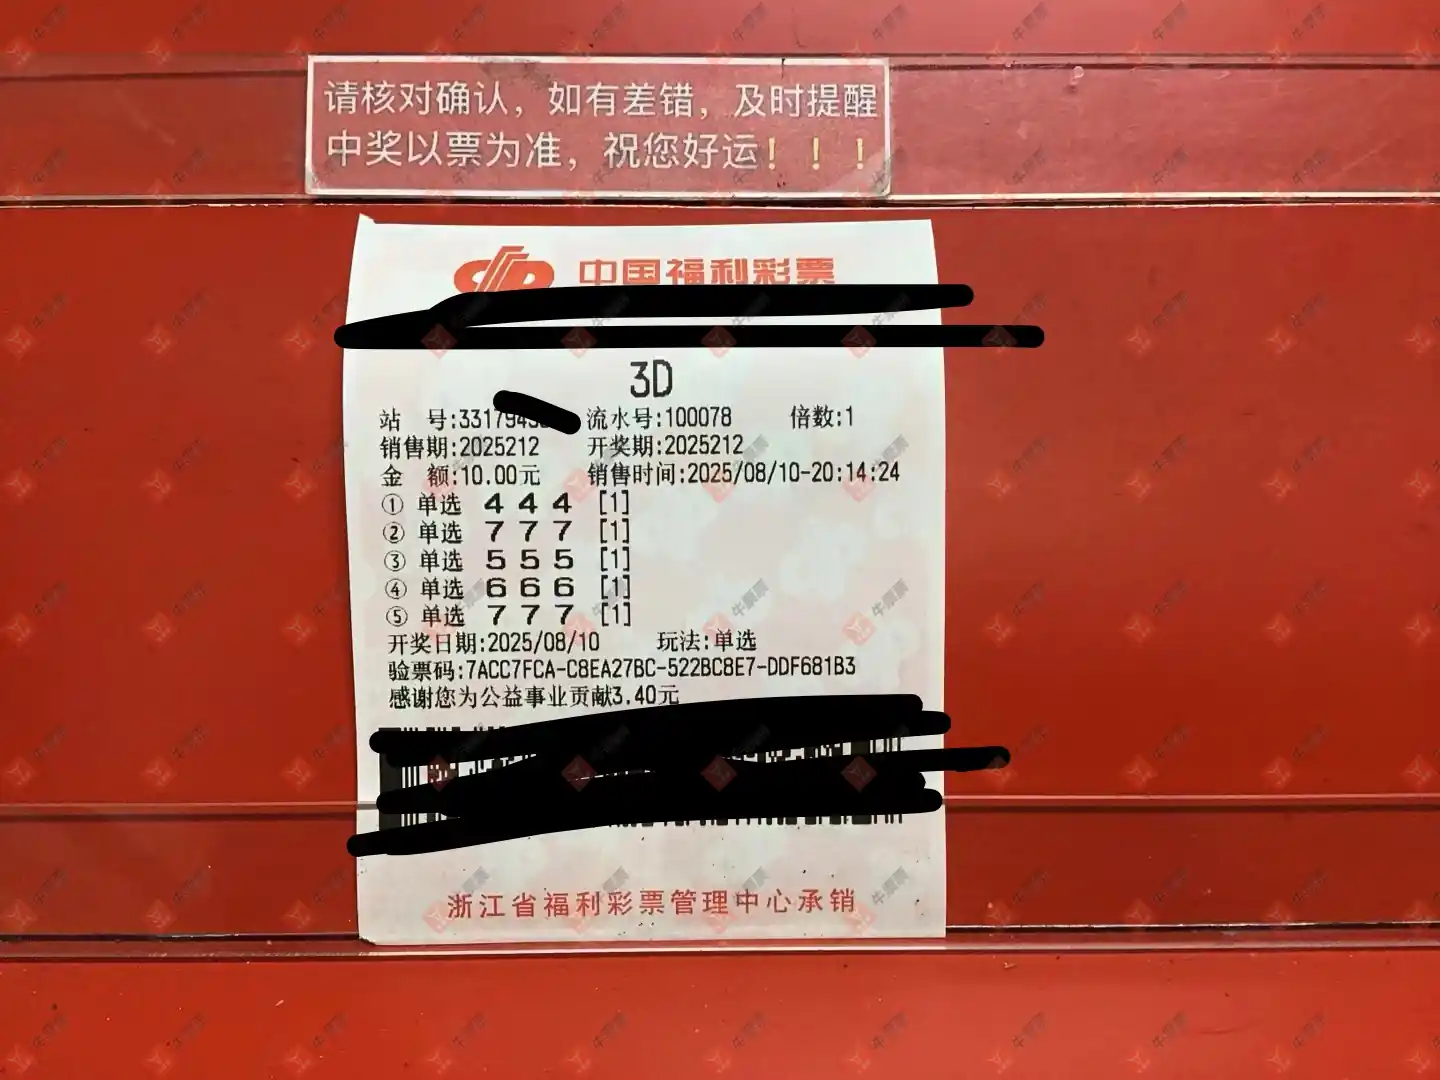 请核对确认，如有差错，及时提醒
中奖以票为准，祝您好运！！！
中国福利彩票
3D
站 号:3317943 流水号:100078 倍数:1
销售期:2025212 开奖期:2025212
金 额:10.00元 销售时间:2025/08/10-20:14:24
① 单选 4 4 4 [1]
② 单选 7 7 7 [1]
③ 单选 5 5 5 [1]
④ 单选 6 6 6 [1]
⑤ 单选 7 7 7 [1]
开奖日期:2025/08/10 玩法:单选
验票码:7ACC7FCA-C8EA27BC-522BC8E7-DDF681B3
感谢您为公益事业贡献3.40元
浙江省福利彩票管理中心承销